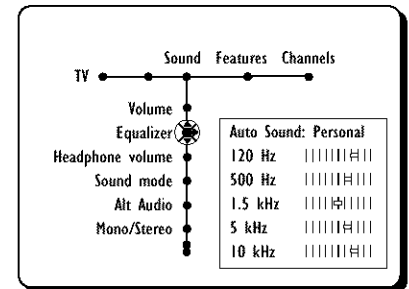 Sound Features Channels
TV
Volume
Equalizer
Headphone volume
Sound mode
Alt Audio
Mono/Stereo
Auto Sound: Personal
120 Hz
500 Hz
1.5 kHz
5 kHz
10 kHz